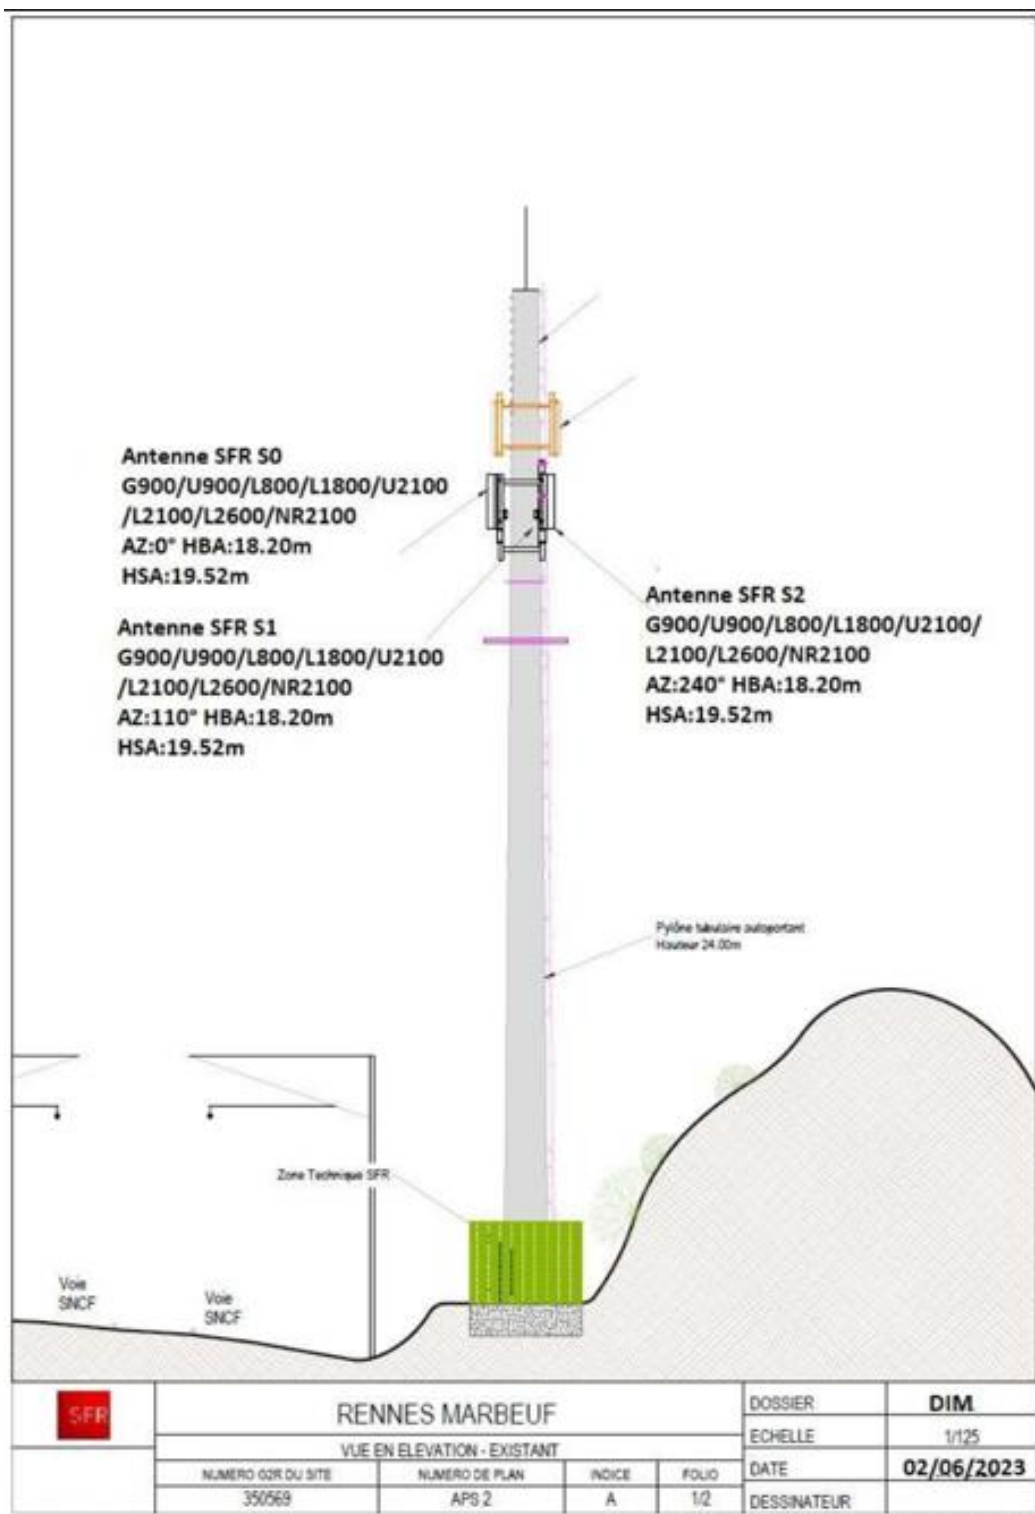 Antenne SFR S0
G900/U900/L800/L1800/U2100
/L2100/L2600/NR2100
AZ:0° HBA:18.20m
HSA:19.52m
Antenne SFR S1
G900/U900/L800/L1800/U2100
/L2100/L2600/NR2100
AZ:110° HBA:18.20m
HSA:19.52m
Antenne SFR S2
G900/U900/L800/L1800/U2100/
L2100/L2600/NR2100
AZ:240° HBA:18.20m
HSA:19.52m
Pylône tubulaire autoportant
Hauteur 24.00m
Zone Technique SFR
Voie
SNCF
Voie
SNCF
SFR
RENNES MARBEUF
VUE EN ELEVATION - EXISTANT
NUMERO G2R DU SITE
NUMERO DE PLAN
INDICE
FOLIO
350569
APS 2
A
1/2
DOSSIER
DIM
ECHELLE
1/125
DATE
02/06/2023
DESSINATEUR